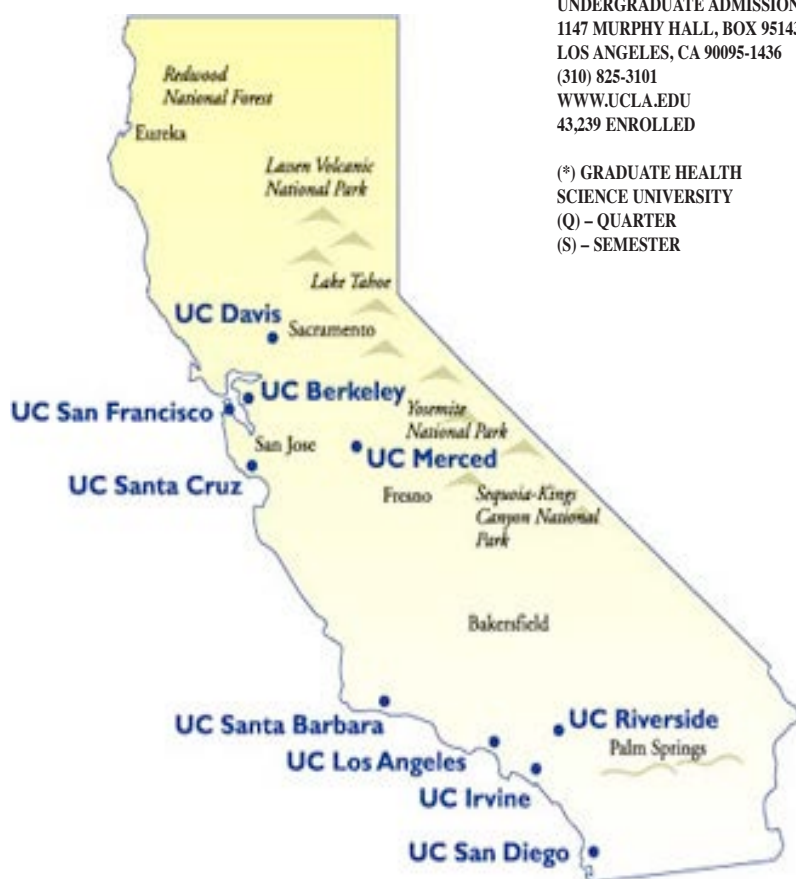 UNDERGRADUATE ADMISSION
1147 MURPHY HALL, BOX 95143
LOS ANGELES, CA 90095-1436
(310) 825-3101
WWW.UCLA.EDU
43,239 ENROLLED
(*) GRADUATE HEALTH
SCIENCE UNIVERSITY
(Q) – QUARTER
(S) – SEMESTER
Redwood
National Forest
Eureka
Lassen Volcanic
National Park
Lake Tahoe
UC Davis
Sacramento
UC Berkeley
UC San Francisco
Yosemite
National Park
San Jose
UC Merced
UC Santa Cruz
Fresno
Sequoia-Kings
Canyon National
Park
Bakersfield
UC Santa Barbara
UC Riverside
Palm Springs
UC Los Angeles
UC Irvine
UC San Diego